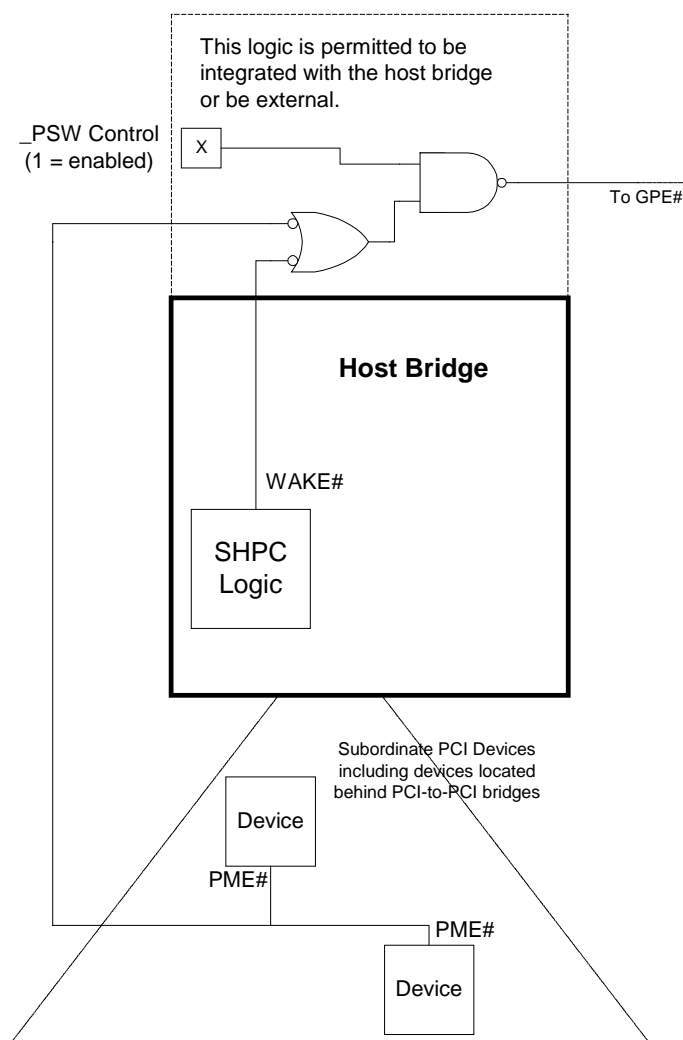 This logic is permitted to be
integrated with the host bridge
or be external.
_PSW Control
(1 = enabled)
X
To GPE#
Host Bridge
WAKE#
SHPC
Logic
Subordinate PCI Devices
including devices located
behind PCI-to-PCI bridges
Device
PME#
PME#
Device